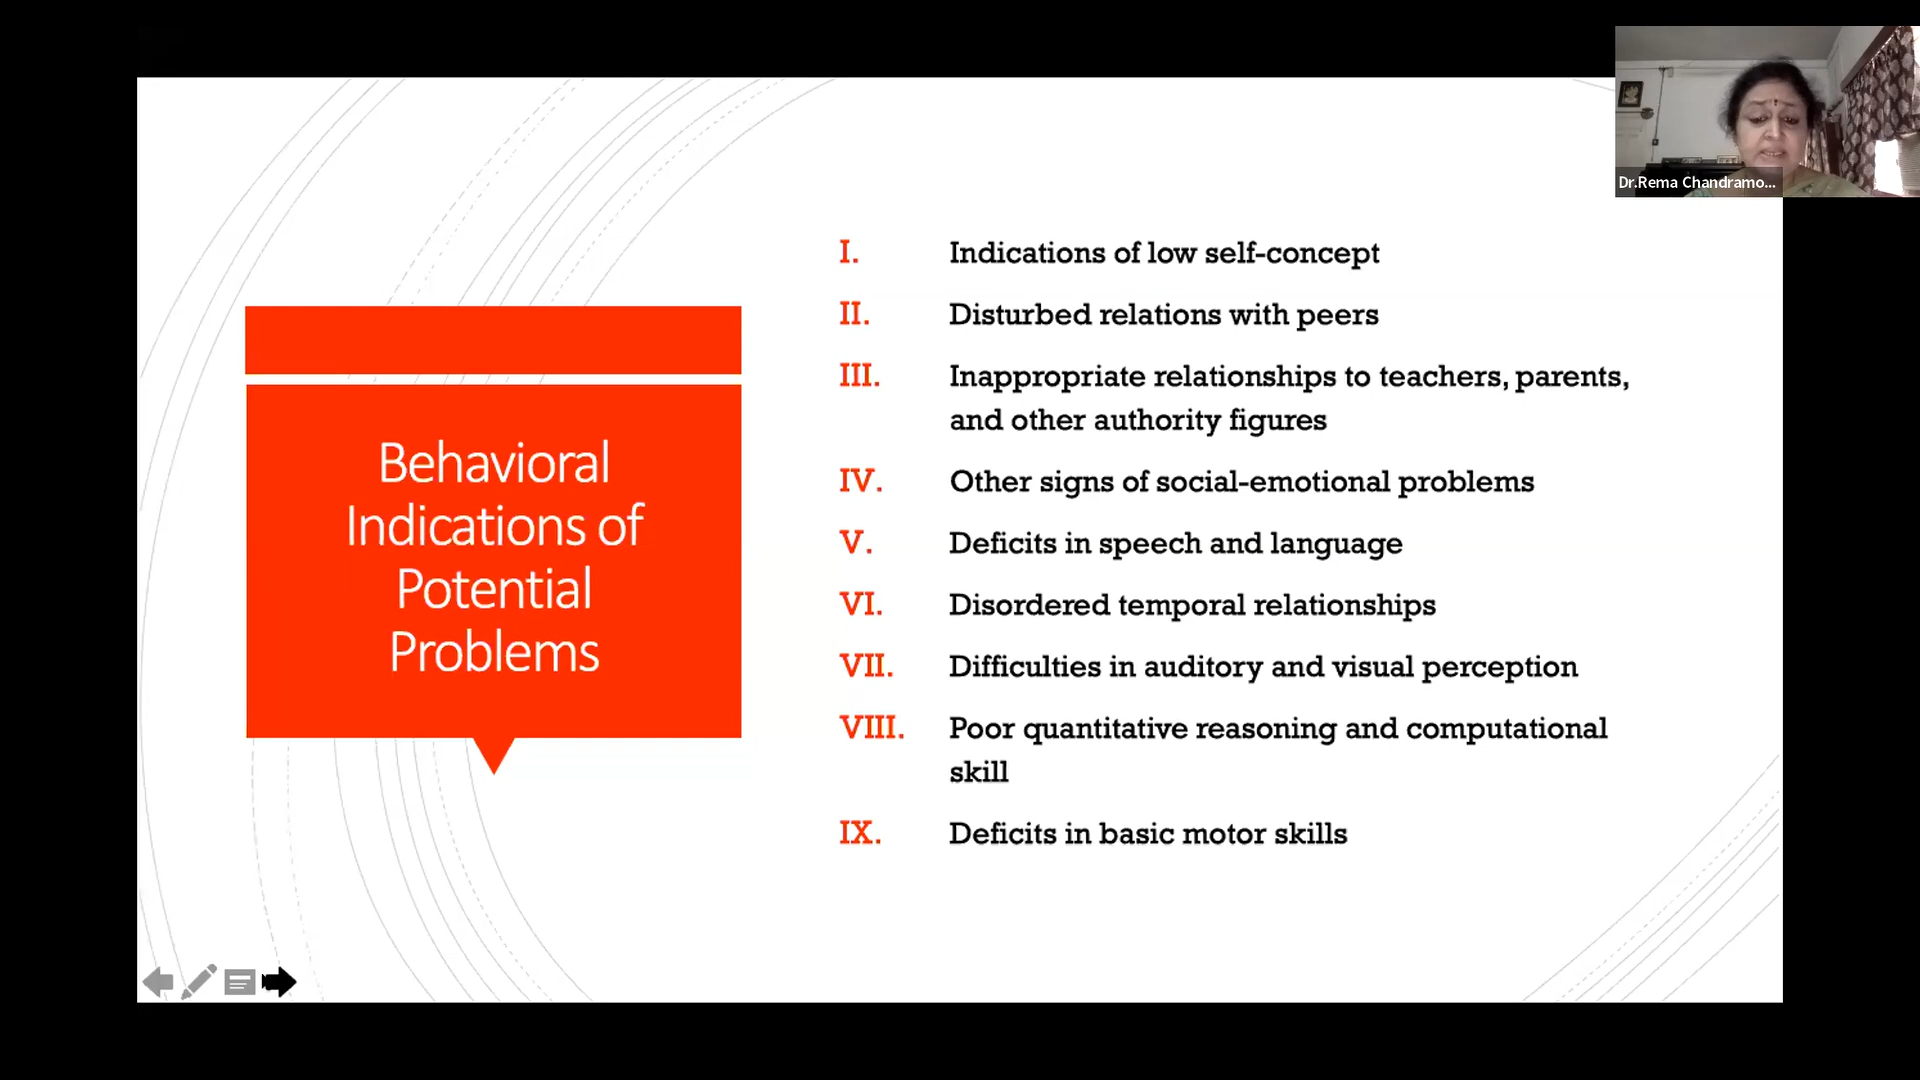 Dr.Rema Chandramo...
Behavioral
Indications of
Potential
Problems
I. Indications of low self-concept
II. Disturbed relations with peers
III. Inappropriate relationships to teachers, parents,
and other authority figures
IV. Other signs of social-emotional problems
V. Deficits in speech and language
VI. Disordered temporal relationships
VII. Difficulties in auditory and visual perception
VIII. Poor quantitative reasoning and computational
skill
IX. Deficits in basic motor skills